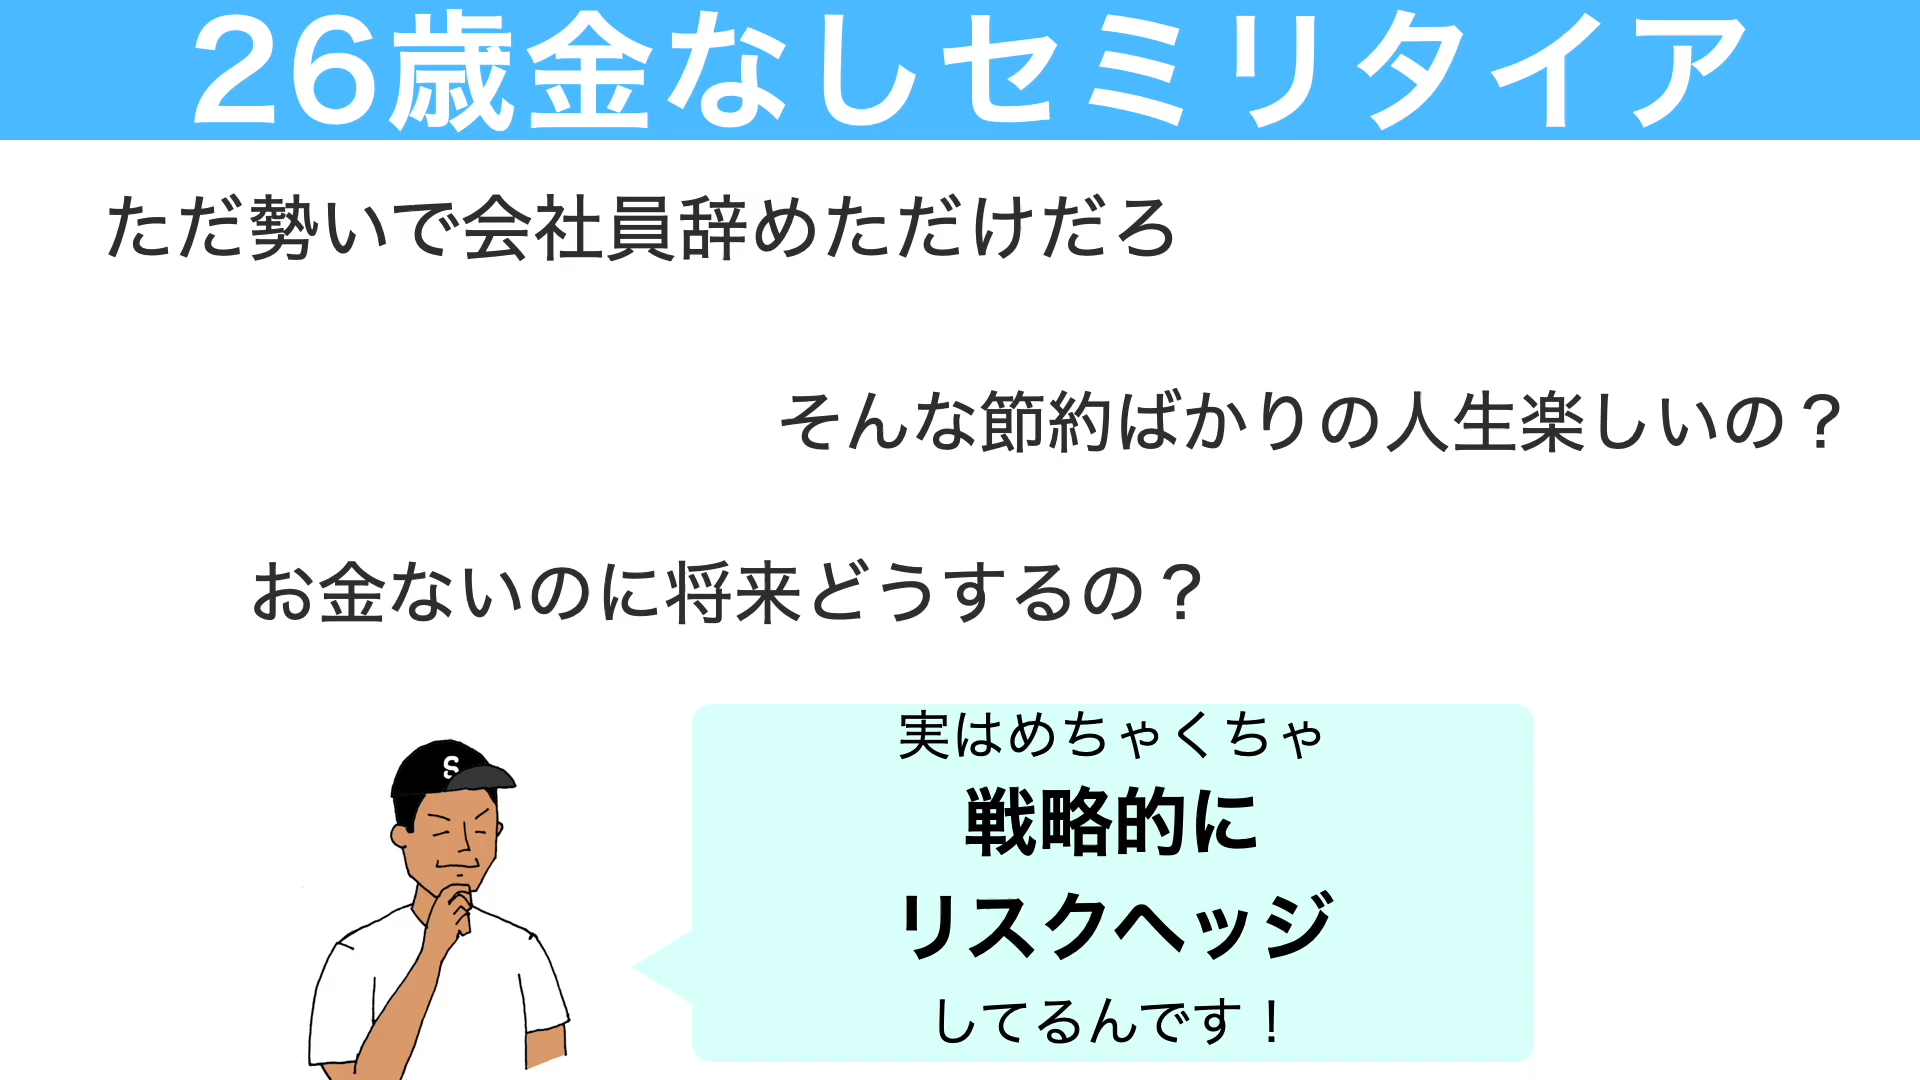 26歳金なしセミリタイア
ただ勢いで会社員辞めただけだろ
そんな節約ばかりの人生楽しいの？
お金ないのに将来どうするの？
実はめちゃくちゃ
戦略的に
リスクヘッジ
してるんです！
S